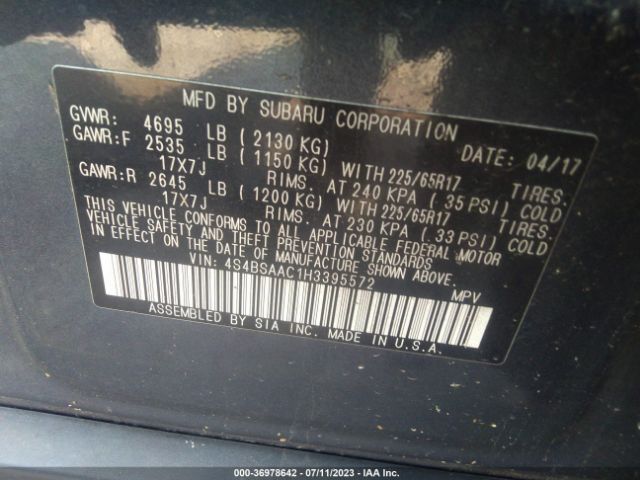 MFD BY SUBARU CORPORATION
GVWR: 4695 LB (2130 KG) DATE: 04/17
GAWR:F 2535 LB (1150 KG) WITH 225/65R17 TIRES.
17X7J RIMS. AT 240 KPA (35 PSI) COLD
GAWR:R 2645 LB (1200 KG) WITH 225/65R17 TIRES.
17X7J RIMS. AT 230 KPA (33 PSI) COLD
THIS VEHICLE CONFORMS TO ALL APPLICABLE FEDERAL MOTOR
VEHICLE SAFETY AND THEFT PREVENTION STANDARDS
IN EFFECT ON THE DATE OF MANUFACTURE SHOWN ABOVE.
VIN: 4S4BSAAC1H3395572 MPV
ASSEMBLED BY SIA INC. MADE IN U.S.A.
000-36978642 - 07/11/2023 - IAA Inc.